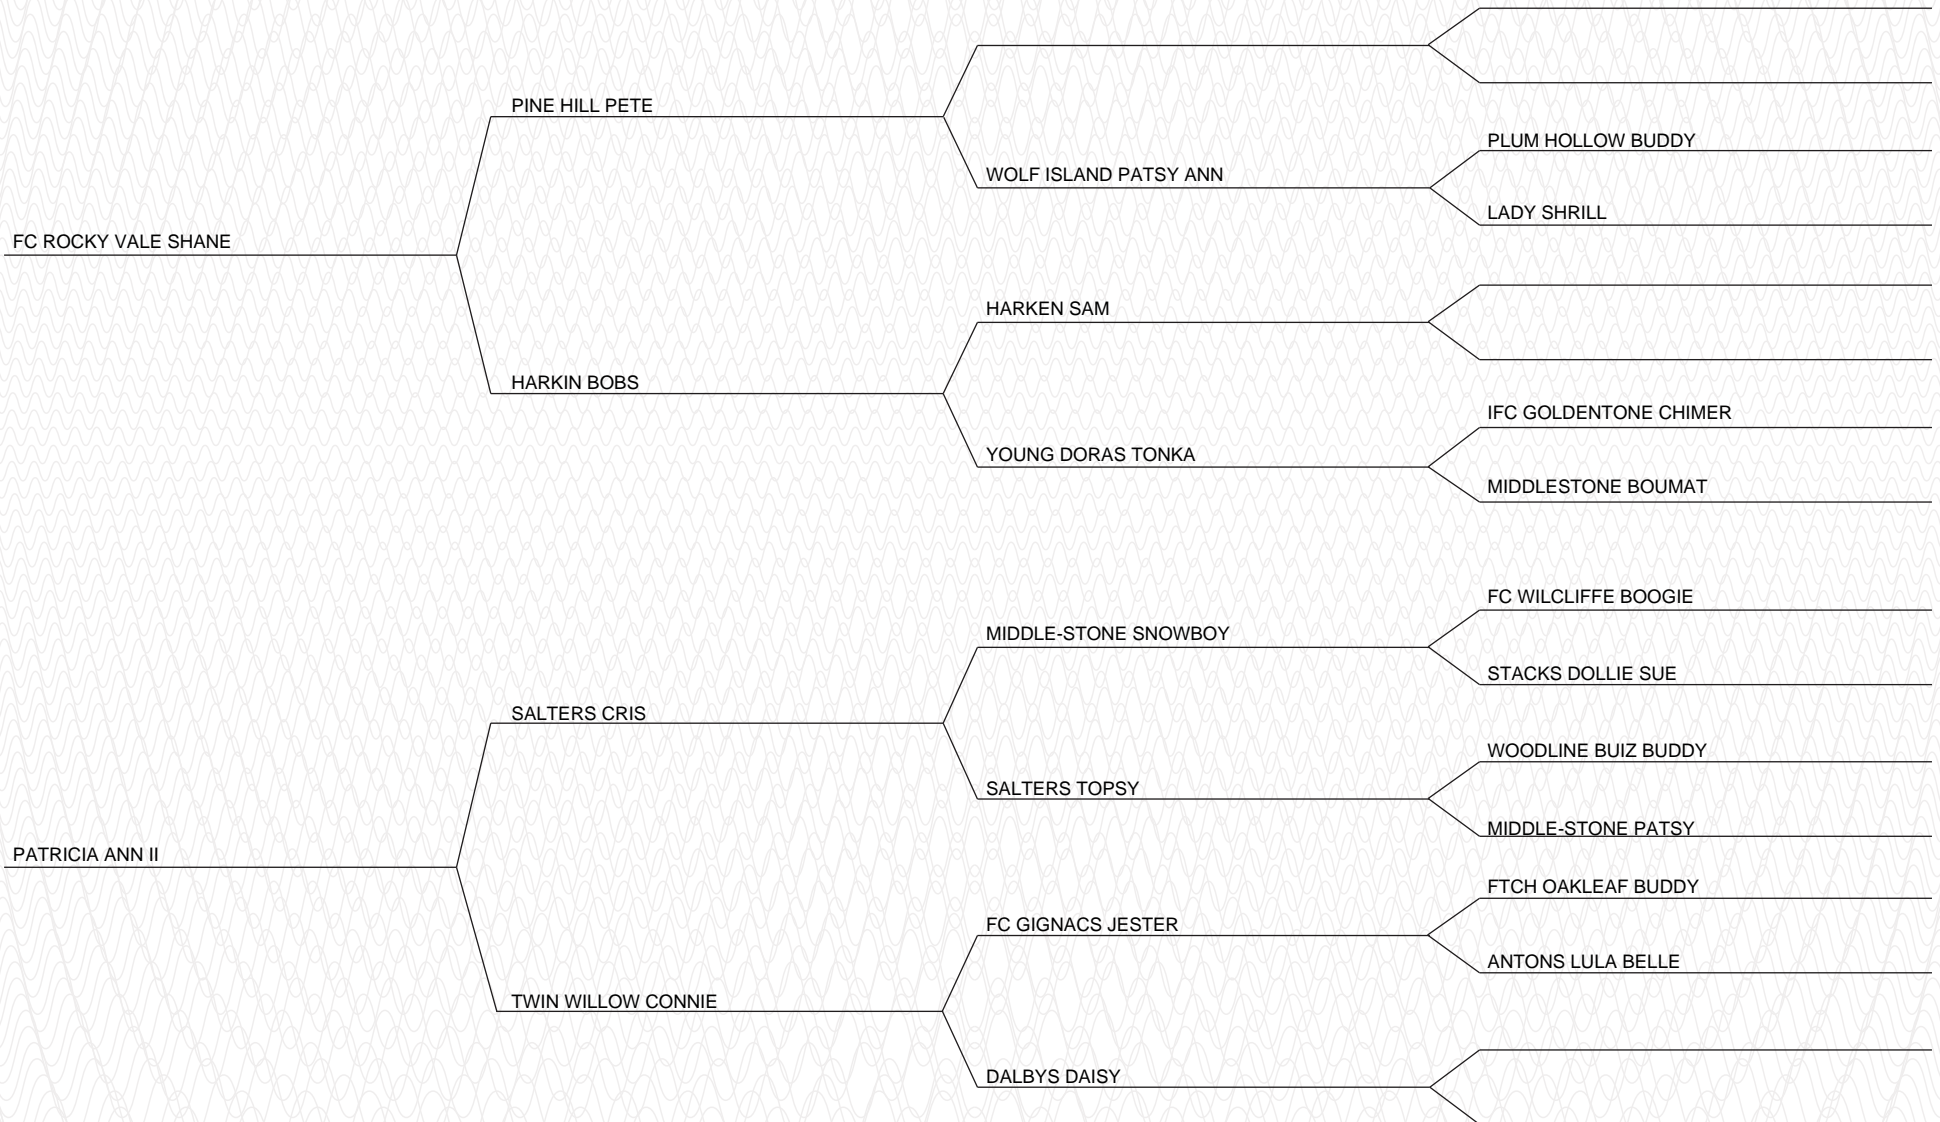 PINE HILL PETE
PLUM HOLLOW BUDDY
WOLF ISLAND PATSY ANN
LADY SHRILL
FC ROCKY VALE SHANE
HARKEN SAM
HARKIN BOBS
IFC GOLDENTONE CHIMER
YOUNG DORAS TONKA
MIDDLESTONE BOUMAT
FC WILCLIFFE BOOGIE
MIDDLE-STONE SNOWBOY
STACKS DOLLIE SUE
SALTERS CRIS
WOODLINE BUIZ BUDDY
SALTERS TOPSY
MIDDLE-STONE PATSY
PATRICIA ANN II
FTCH OAKLEAF BUDDY
FC GIGNACS JESTER
ANTONS LULA BELLE
TWIN WILLOW CONNIE
DALBYS DAISY